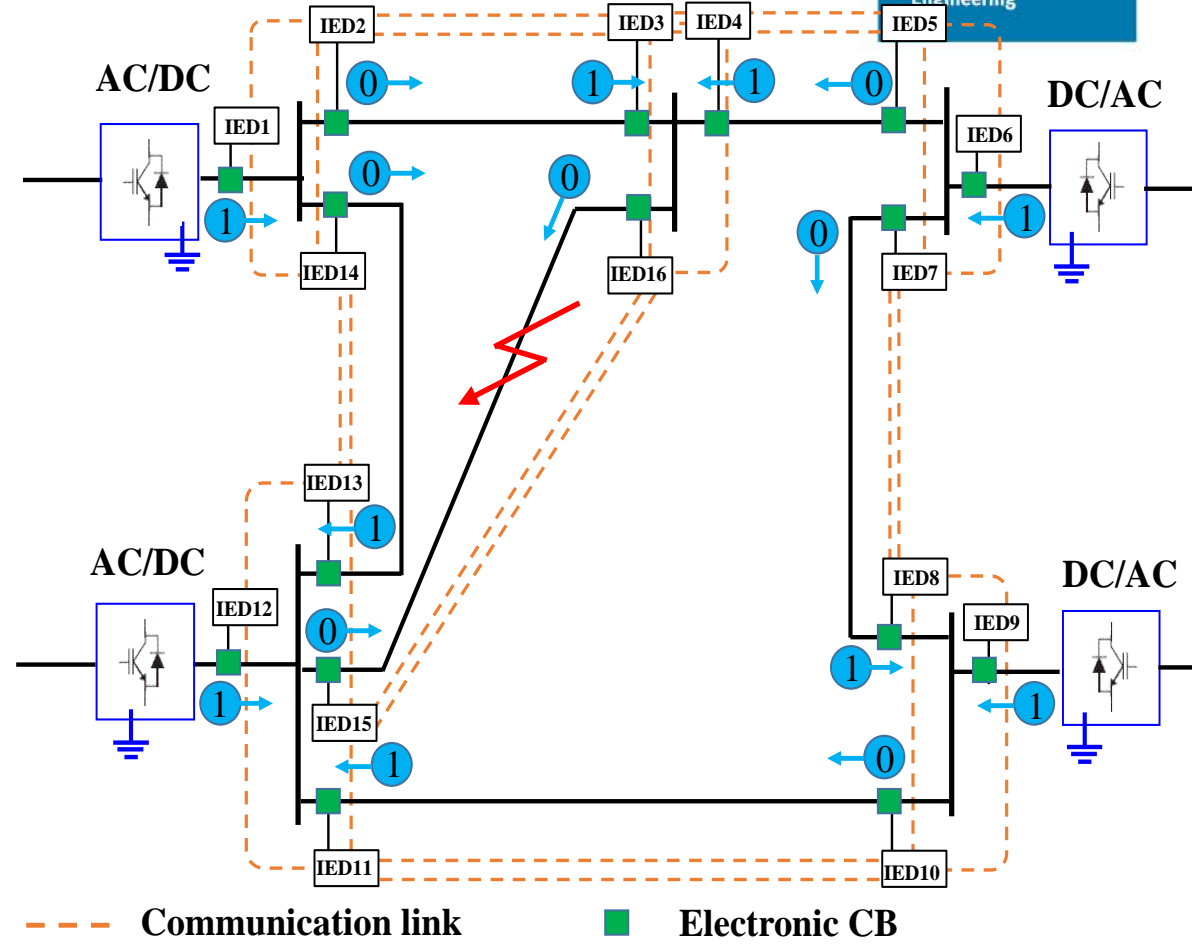 Engineering
IED2
IED3
IED4
IED5
AC/DC
0
1
1
0
DC/AC
IED1
IED6
0
0
1
0
1
IED14
IED16
IED7
IED13
1
AC/DC
IED8
DC/AC
IED12
0
IED9
1
1
1
IED15
1
0
IED11
IED10
Communication link
Electronic CB